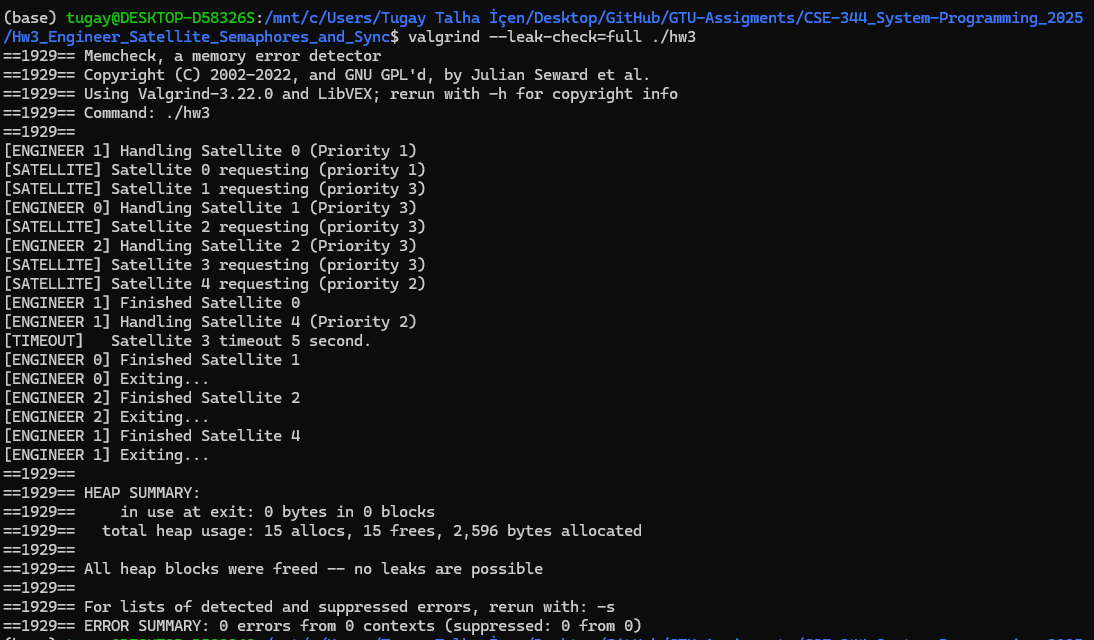 (base) tugay@DESKTOP-D58326S:/mnt/c/Users/Tugay Talha İçen/Desktop/GitHub/GTU-Assigments/CSE-344_System-Programming_2025
/Hw3_Engineer_Satellite_Semaphores_and_Sync$ valgrind --leak-check=full ./hw3
==1929== Memcheck, a memory error detector
==1929== Copyright (C) 2002-2022, and GNU GPL'd, by Julian Seward et al.
==1929== Using Valgrind-3.22.0 and LibVEX; rerun with -h for copyright info
==1929== Command: ./hw3
==1929==
[ENGINEER 1] Handling Satellite 0 (Priority 1)
[SATELLITE] Satellite 0 requesting (priority 1)
[SATELLITE] Satellite 1 requesting (priority 3)
[ENGINEER 0] Handling Satellite 1 (Priority 3)
[SATELLITE] Satellite 2 requesting (priority 3)
[ENGINEER 2] Handling Satellite 2 (Priority 3)
[SATELLITE] Satellite 3 requesting (priority 3)
[SATELLITE] Satellite 4 requesting (priority 2)
[ENGINEER 1] Finished Satellite 0
[ENGINEER 1] Handling Satellite 4 (Priority 2)
[TIMEOUT]   Satellite 3 timeout 5 second.
[ENGINEER 0] Finished Satellite 1
[ENGINEER 0] Exiting...
[ENGINEER 2] Finished Satellite 2
[ENGINEER 2] Exiting...
[ENGINEER 1] Finished Satellite 4
[ENGINEER 1] Exiting...
==1929==
==1929== HEAP SUMMARY:
==1929==     in use at exit: 0 bytes in 0 blocks
==1929==   total heap usage: 15 allocs, 15 frees, 2,596 bytes allocated
==1929==
==1929== All heap blocks were freed -- no leaks are possible
==1929==
==1929== For lists of detected and suppressed errors, rerun with: -s
==1929== ERROR SUMMARY: 0 errors from 0 contexts (suppressed: 0 from 0)